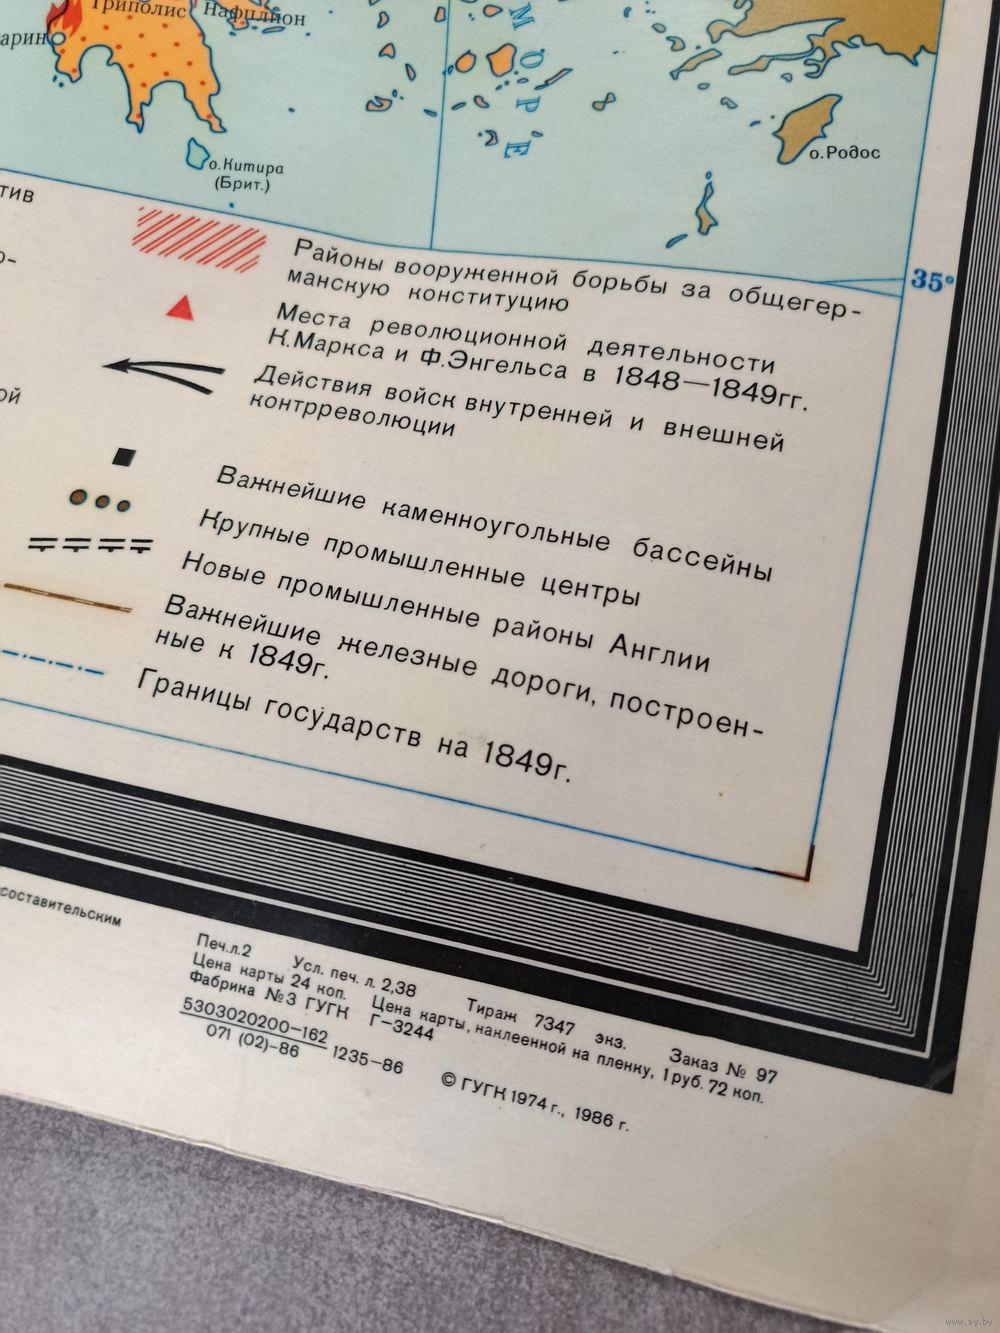 Триполис
Нафплион
М
О
Р
Е
о.Китира
(Брит.)
о.Родос
35°
Районы вооруженной борьбы за общегер-
манскую конституцию
Места революционной деятельности
К.Маркса и Ф.Энгельса в 1848—1849гг.
Действия войск внутренней и внешней
контрреволюции
Важнейшие каменноугольные бассейны
Крупные промышленные центры
Новые промышленные районы Англии
Важнейшие железные дороги, построен-
ные к 1849г.
Границы государств на 1849г.
составительским
Печ.л.2 Усл. печ. л. 2,38 Тираж 7347 экз. Заказ № 97
Цена карты 24 коп. Цена карты, наклеенной на пленку, 1руб. 72 коп.
Фабрика №3 ГУГК Г—3244
5303020200—162
071 (02)—86
1235—86
© ГУГК 1974 г., 1986 г.
www.ay.by